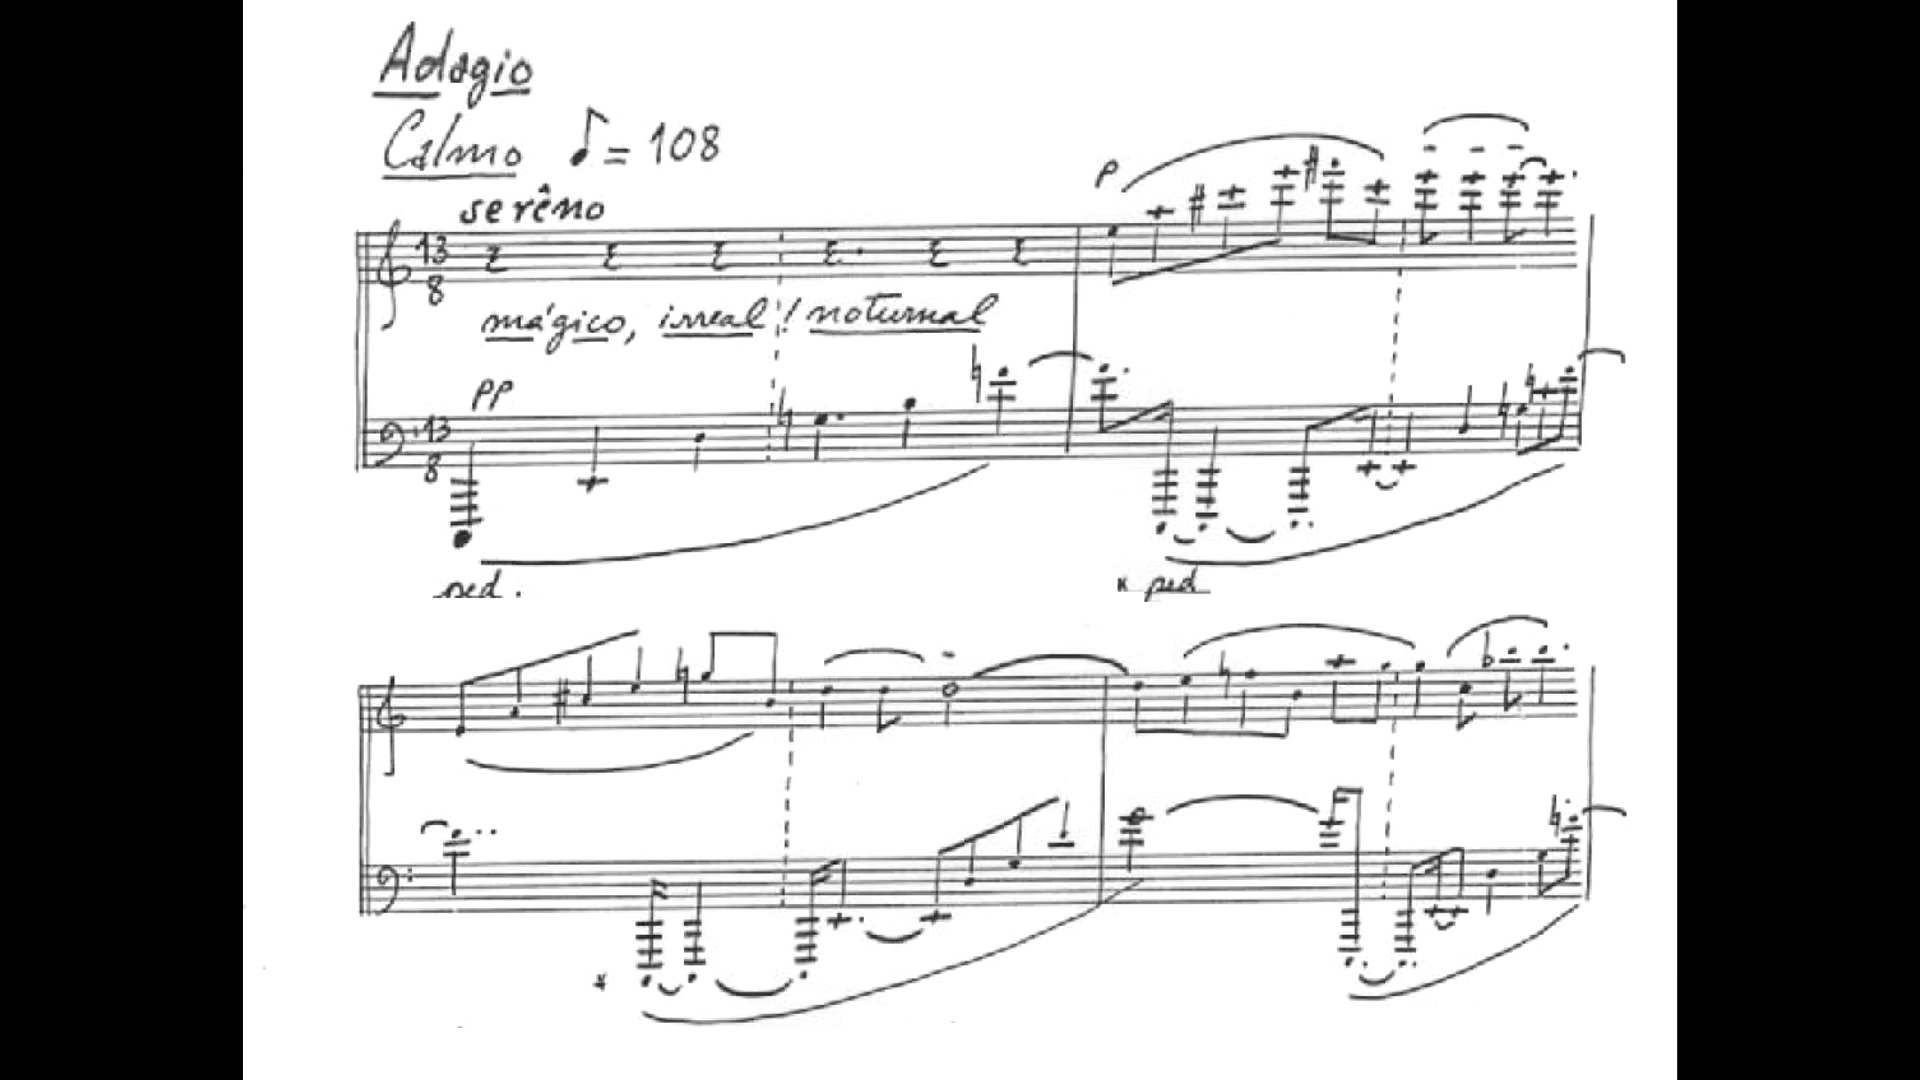 Adagio
Calmo ♪= 108
serêno
p
13
8
mágico, irreal! noturnal
pp
13
8
ped.
* ped
*